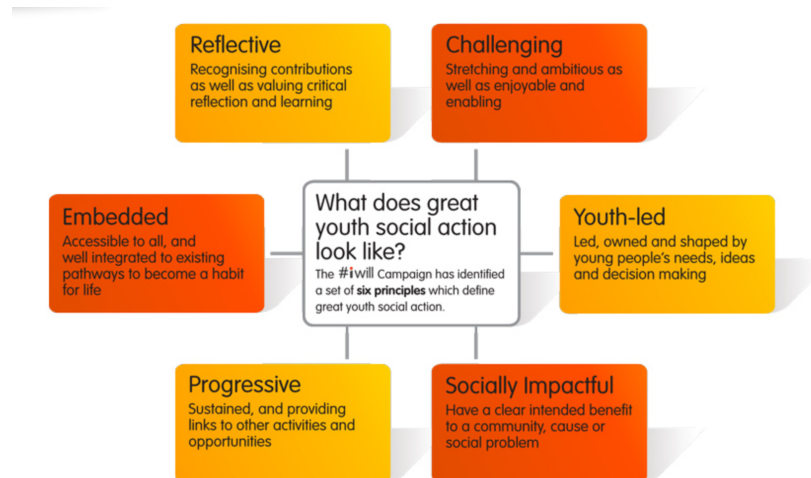 Reflective
Recognising contributions
as well as valuing critical
reflection and learning
Challenging
Stretching and ambitious as
well as enjoyable and
enabling
Embedded
Accessible to all, and
well integrated to existing
pathways to become a habit
for life
What does great
youth social action
look like?
The #iwill Campaign has identified
a set of six principles which define
great youth social action.
Youth-led
Led, owned and shaped by
young people's needs, ideas
and decision making
Progressive
Sustained, and providing
links to other activities and
opportunities
Socially Impactful
Have a clear intended benefit
to a community, cause or
social problem